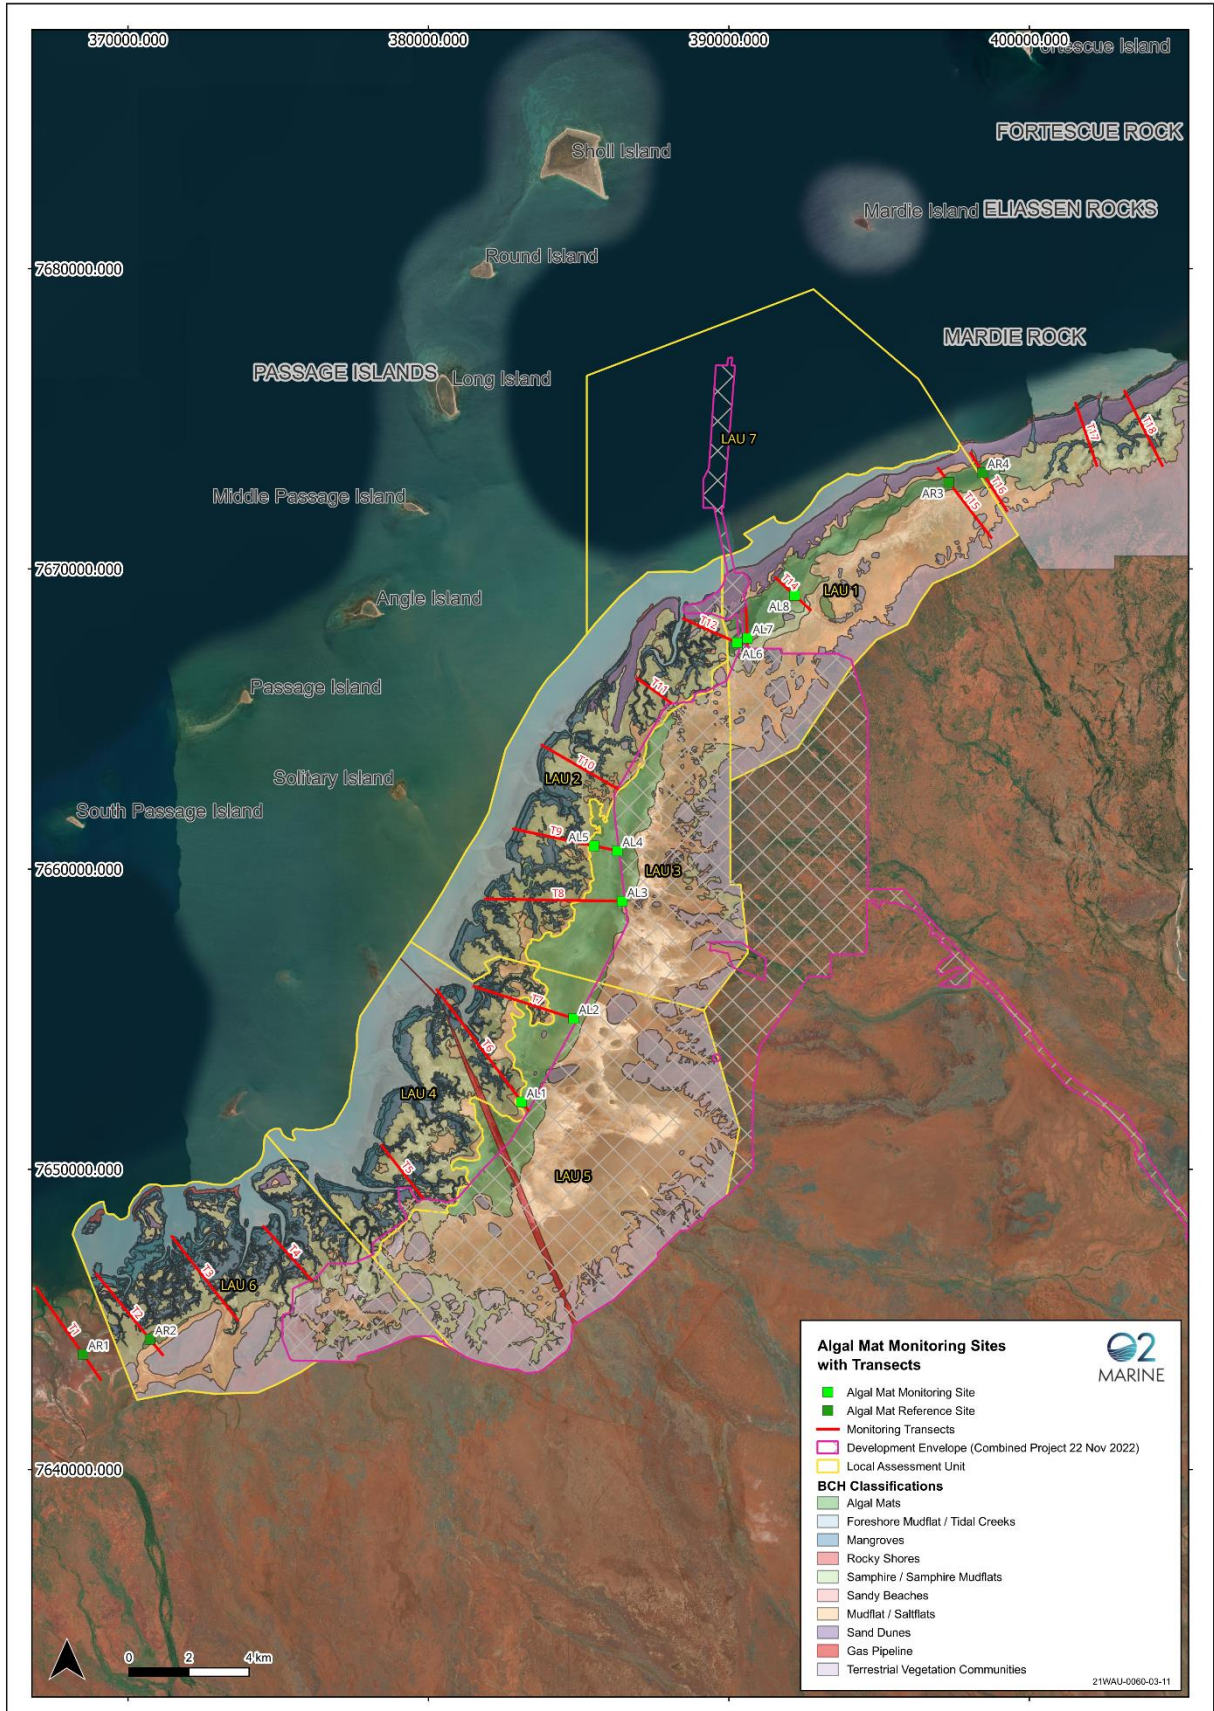 370000.000
380000.000
390000.000
400000.000
Sholl Island
FORTESCUE ROCK
Mardie Island
ELIASSEN ROCKS
Round Island
7680000.000
MARDIE ROCK
PASSAGE ISLANDS
Long Island
LAU 7
T17
T18
AR4
AR3
T16
T15
Middle Passage Island
7670000.000
T14
LAU 1
AL8
Angle Island
T12
AL7
AL6
Passage Island
T11
T10
LAU 2
Solitary Island
South Passage Island
T9
AL5
AL4
7660000.000
LAU 3
T8
AL3
T7
AL2
T6
LAU 4
AL1
7650000.000
T5
LAU 5
T4
T3
LAU 6
T2
T1
AR2
AR1
7640000.000
Algal Mat Monitoring Sites
with Transects
O2
MARINE
Algal Mat Monitoring Site
Algal Mat Reference Site
Monitoring Transects
Development Envelope (Combined Project 22 Nov 2022)
Local Assessment Unit
BCH Classifications
Algal Mats
Foreshore Mudflat / Tidal Creeks
Mangroves
Rocky Shores
Samphire / Samphire Mudflats
Sandy Beaches
Mudflat / Saltflats
Sand Dunes
Gas Pipeline
Terrestrial Vegetation Communities
21WAU-0060-03-11
0 2 4 km